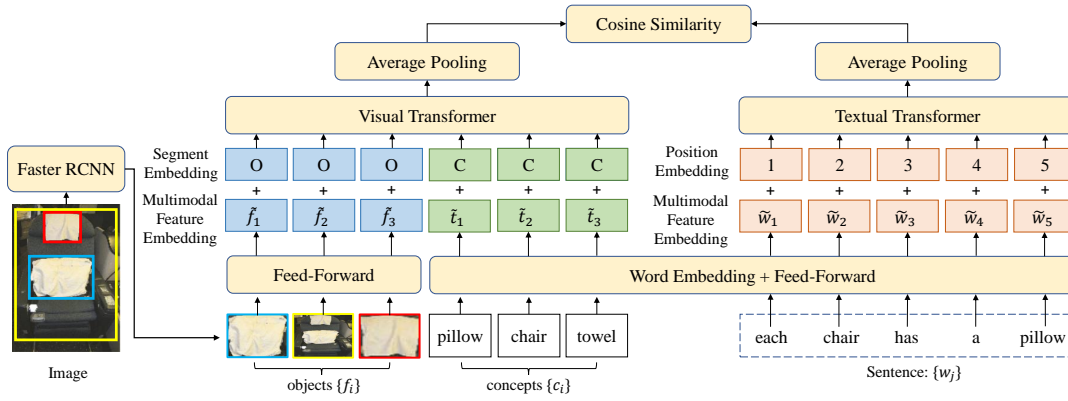 Cosine Similarity
Average Pooling
Average Pooling
Visual Transformer
Textual Transformer
Faster RCNN
Segment
Embedding
O O O C C C
Position
Embedding
1 2 3 4 5
+ + + + + +
+ + + + +
Multimodal
Feature
Embedding
f̃₁ f̃₂ f̃₃ t̃₁ t̃₂ t̃₃
Multimodal
Feature
Embedding
w̃₁ w̃₂ w̃₃ w̃₄ w̃₅
Feed-Forward
Word Embedding + Feed-Forward
pillow chair towel
each chair has a pillow
Image
objects {fᵢ}
concepts {cᵢ}
Sentence: {wⱼ}